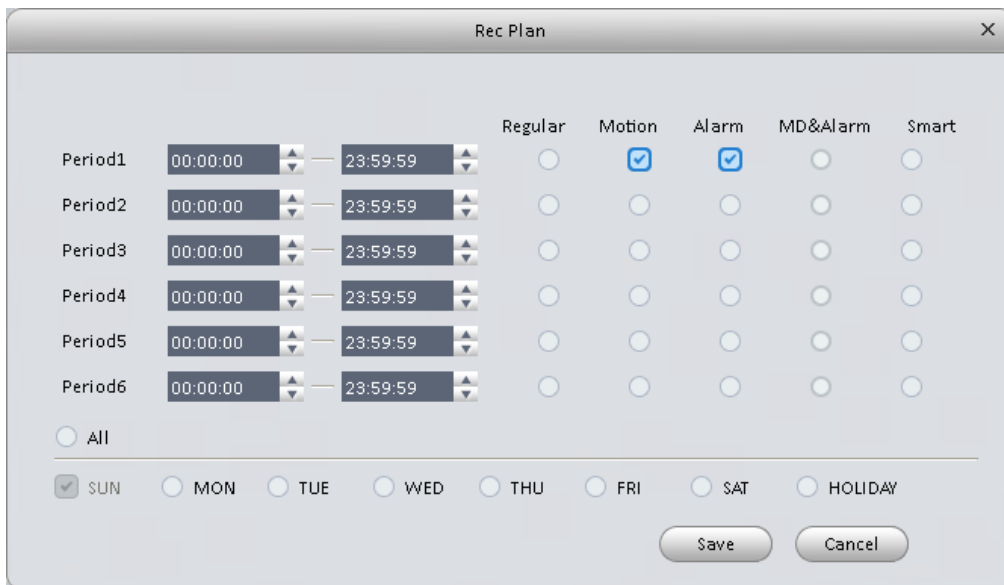 Rec Plan
Regular Motion Alarm MD&Alarm Smart
Period1 00:00:00 23:59:59
Period2 00:00:00 23:59:59
Period3 00:00:00 23:59:59
Period4 00:00:00 23:59:59
Period5 00:00:00 23:59:59
Period6 00:00:00 23:59:59
All
SUN MON TUE WED THU FRI SAT HOLIDAY
Save Cancel